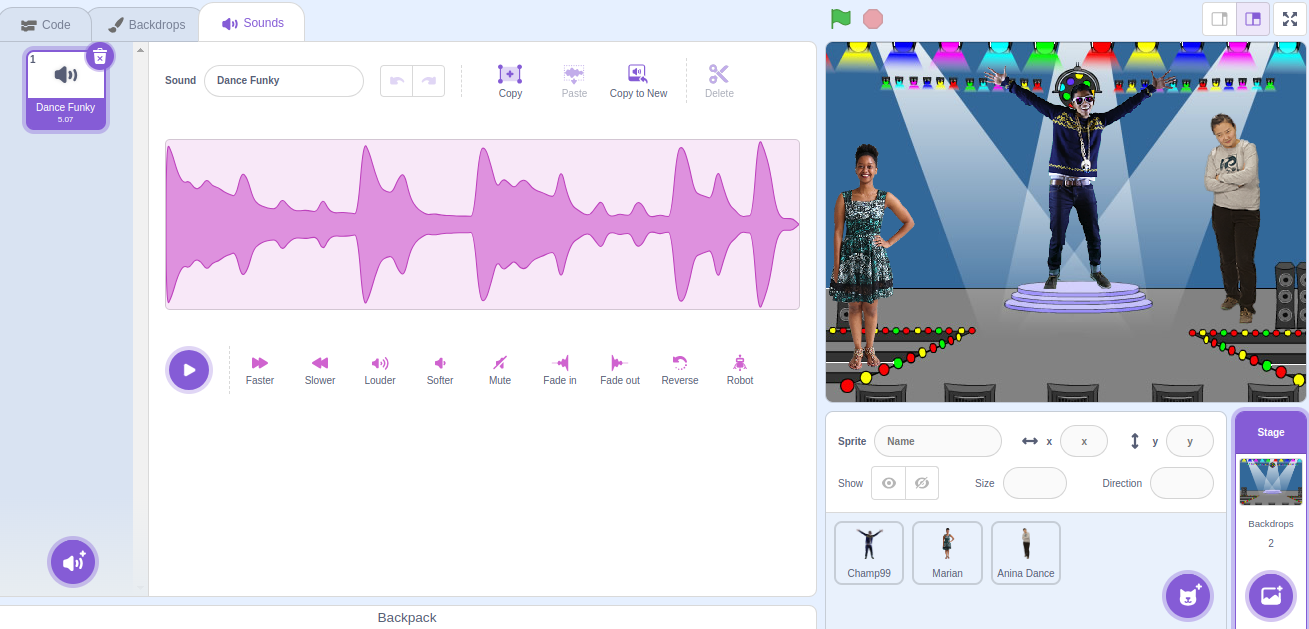 Code
Backdrops
Sounds
1
Dance Funky
5.07
Sound
Dance Funky
Copy
Paste
Copy to New
Delete
Faster
Slower
Louder
Softer
Mute
Fade in
Fade out
Reverse
Robot
Backpack
Sprite
Name
x
x
y
y
Show
Size
Direction
Champ99
Marian
Anina Dance
Stage
Backdrops
2